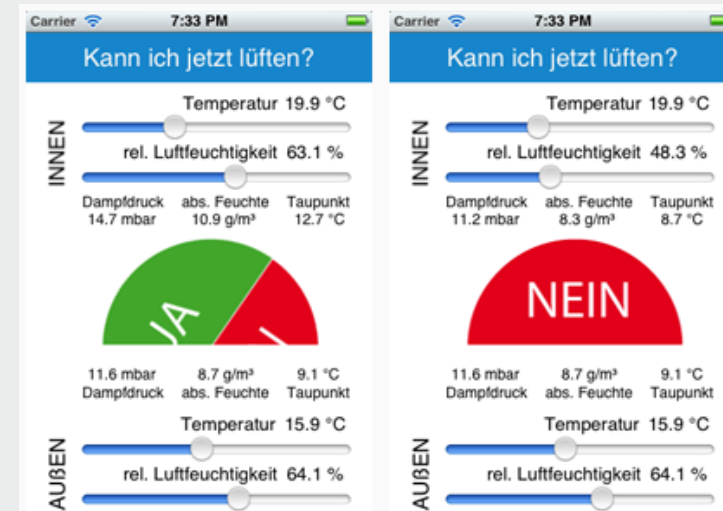 Carrier 7:33 PM
Kann ich jetzt lüften?
INNEN
Temperatur 19.9 °C
rel. Luftfeuchtigkeit 63.1 %
Dampfdruck abs. Feuchte Taupunkt
14.7 mbar 10.9 g/m³ 12.7 °C
JA
11.6 mbar 8.7 g/m³ 9.1 °C
Dampfdruck abs. Feuchte Taupunkt
AUßEN
Temperatur 15.9 °C
rel. Luftfeuchtigkeit 64.1 %
Carrier 7:33 PM
Kann ich jetzt lüften?
INNEN
Temperatur 19.9 °C
rel. Luftfeuchtigkeit 48.3 %
Dampfdruck abs. Feuchte Taupunkt
11.2 mbar 8.3 g/m³ 8.7 °C
NEIN
11.6 mbar 8.7 g/m³ 9.1 °C
Dampfdruck abs. Feuchte Taupunkt
AUßEN
Temperatur 15.9 °C
rel. Luftfeuchtigkeit 64.1 %